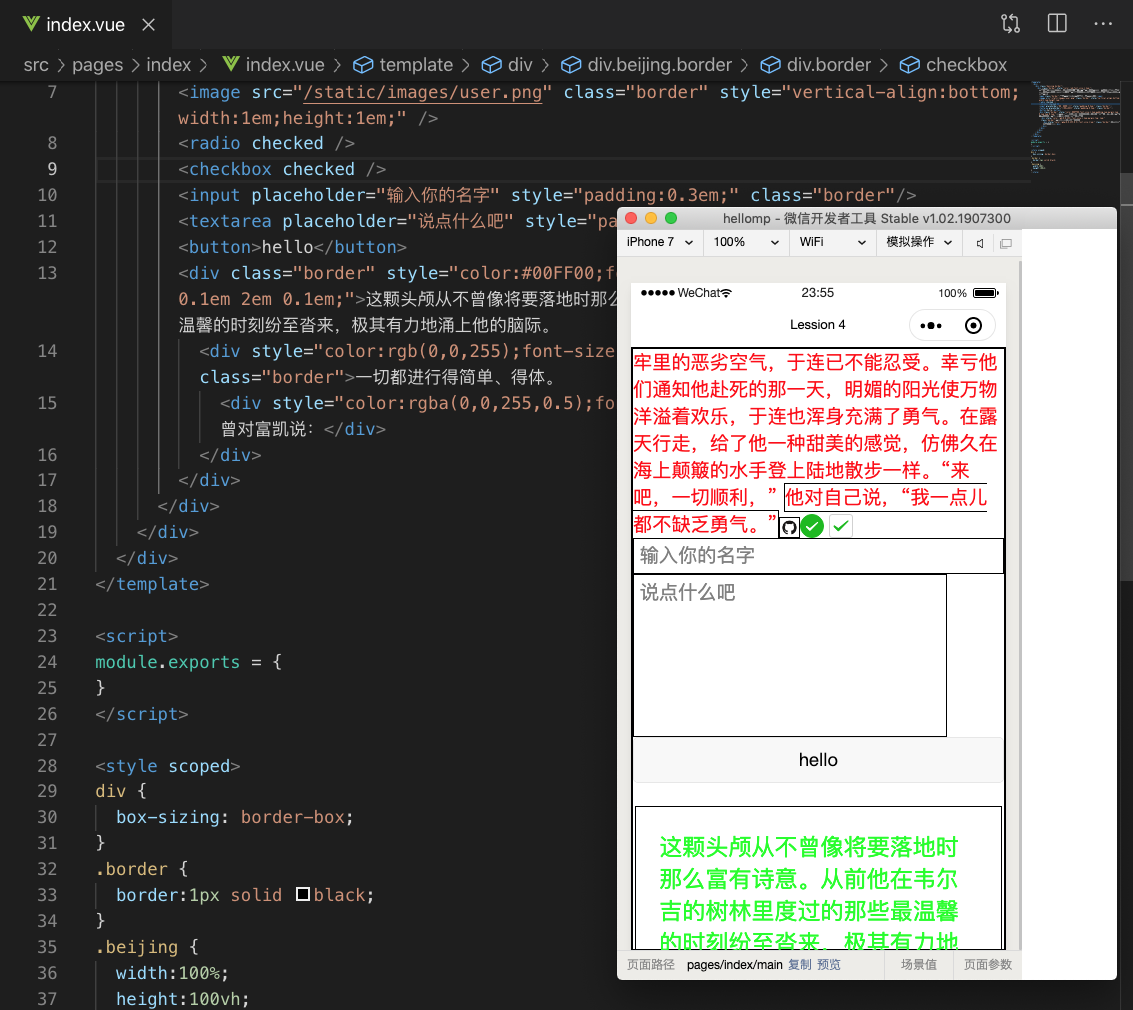 index.vue
src > pages > index > index.vue > template > div > div.beijing.border > div.border > checkbox
7 <image src="/static/images/user.png" class="border" style="vertical-align:bottom;
width:1em;height:1em;" />
8 <radio checked />
9 <checkbox checked />
10 <input placeholder="输入你的名字" style="padding:0.3em;" class="border"/>
11 <textarea placeholder="说点什么吧" style="pa
12 <button>hello</button>
13 <div class="border" style="color:#00FF00;fo
0.1em 2em 0.1em;">这颗头颅从不曾像将要落地时那么
温馨的时刻纷至沓来，极其有力地涌上他的脑际。
14 <div style="color:rgb(0,0,255);font-size
class="border">一切都进行得简单、得体。
15 <div style="color:rgba(0,0,255,0.5);fo
曾对富凯说：</div>
16 </div>
17 </div>
18 </div>
19 </div>
20 </div>
21 </template>
22
23 <script>
24 module.exports = {
25 }
26 </script>
27
28 <style scoped>
29 div {
30 box-sizing: border-box;
31 }
32 .border {
33 border:1px solid black;
34 }
35 .beijing {
36 width:100%;
37 height:100vh;
hellomp - 微信开发者工具 Stable v1.02.1907300
iPhone 7 100% WiFi 模拟操作
WeChat 23:55 100%
Lession 4
牢里的恶劣空气，于连已不能忍受。幸亏他
们通知他赴死的那一天，明媚的阳光使万物
洋溢着欢乐，于连也浑身充满了勇气。在露
天行走，给了他一种甜美的感觉，仿佛久在
海上颠簸的水手登上陆地散步一样。“来
吧，一切顺利，”他对自己说，“我一点儿
都不缺乏勇气。”
输入你的名字
说点什么吧
hello
这颗头颅从不曾像将要落地时
那么富有诗意。从前他在韦尔
吉的树林里度过的那些最温馨
的时刻纷至沓来，极其有力地
页面路径 pages/index/main 复制 预览 场景值 页面参数